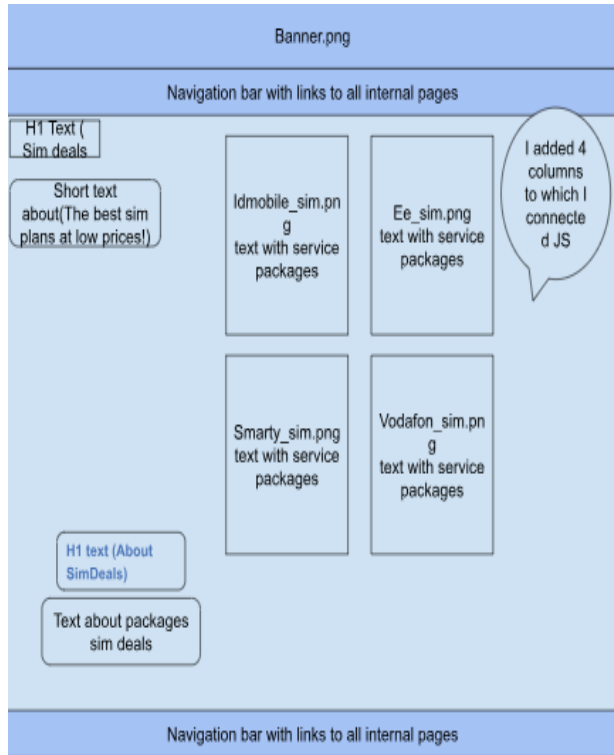 Banner.png
Navigation bar with links to all internal pages
H1 Text (
Sim deals
Short text
about(The best sim
plans at low prices!)
Idmobile_sim.pn
g
text with service
packages
Ee_sim.png
text with service
packages
I added 4
columns
to which I
connecte
d JS
Smarty_sim.png
text with service
packages
Vodafon_sim.pn
g
text with service
packages
H1 text (About
SimDeals)
Text about packages
sim deals
Navigation bar with links to all internal pages